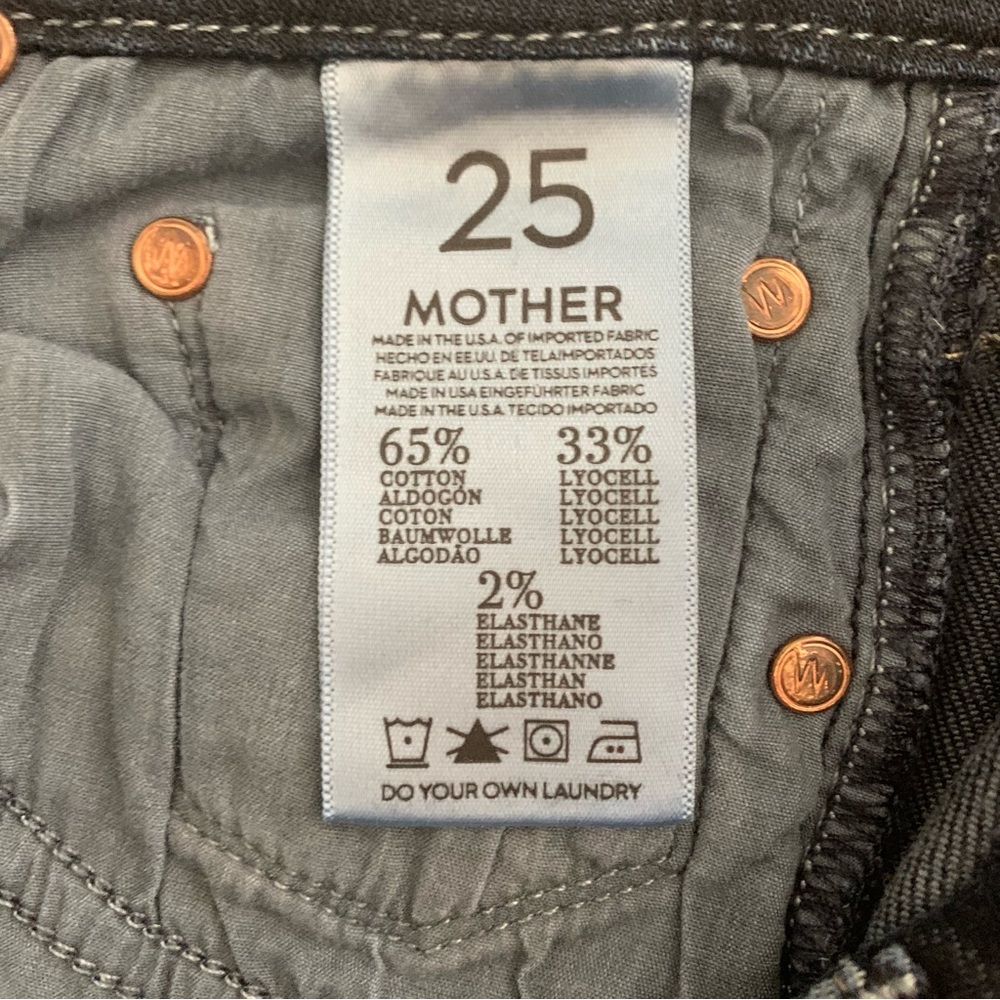 25
MOTHER
MADE IN THE U.S.A. OF IMPORTED FABRIC
HECHO EN EE.UU. DE TELAIMPORTADOS
FABRIQUE AU U.S.A. DE TISSUS IMPORTÉS
MADE IN USA EINGEFÜHRTER FABRIC
MADE IN THE U.S.A. TECIDO IMPORTADO
65% 33%
COTTON LYOCELL
ALDOGÓN LYOCELL
COTON LYOCELL
BAUMWOLLE LYOCELL
ALGODÃO LYOCELL
2%
ELASTHANE
ELASTHANO
ELASTHANNE
ELASTHAN
ELASTHANO
DO YOUR OWN LAUNDRY